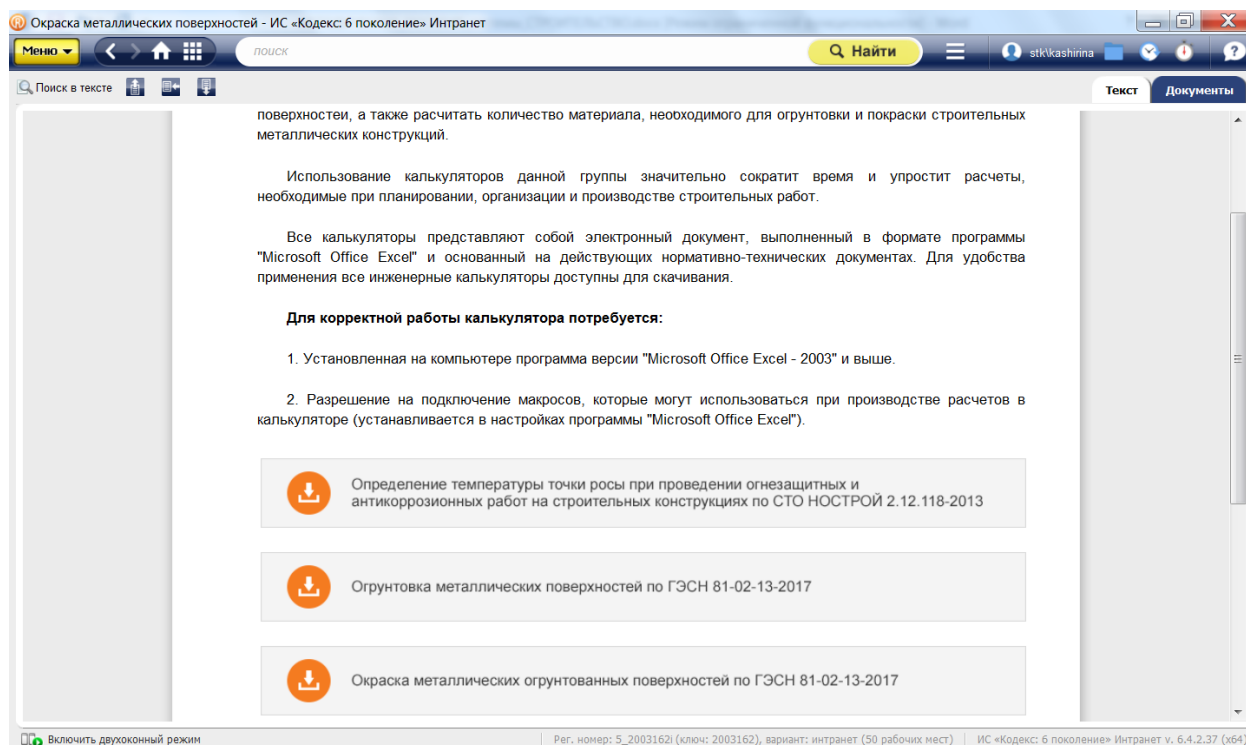 Окраска металлических поверхностей - ИС «Кодекс: 6 поколение» Интранет
Меню
поиск
Найти
stk\kashirina
?
Поиск в тексте
Текст
Документы
поверхностей, а также расчитать количество материала, необходимого для огрунтовки и покраски строительных
металлических конструкций.
Использование калькуляторов данной группы значительно сократит время и упростит расчеты,
необходимые при планировании, организации и производстве строительных работ.
Все калькуляторы представляют собой электронный документ, выполненный в формате программы
"Microsoft Office Excel" и основанный на действующих нормативно-технических документах. Для удобства
применения все инженерные калькуляторы доступны для скачивания.
Для корректной работы калькулятора потребуется:
1. Установленная на компьютере программа версии "Microsoft Office Excel - 2003" и выше.
2. Разрешение на подключение макросов, которые могут использоваться при производстве расчетов в
калькуляторе (устанавливается в настройках программы "Microsoft Office Excel").
Определение температуры точки росы при проведении огнезащитных и
антикоррозионных работ на строительных конструкциях по СТО НОСТРОЙ 2.12.118-2013
Огрунтовка металлических поверхностей по ГЭСН 81-02-13-2017
Окраска металлических огрунтованных поверхностей по ГЭСН 81-02-13-2017
Включить двухоконный режим
Рег. номер: 5_2003162i (ключ: 2003162), вариант: интранет (50 рабочих мест)
ИС «Кодекс: 6 поколение» Интранет v. 6.4.2.37 (x64)